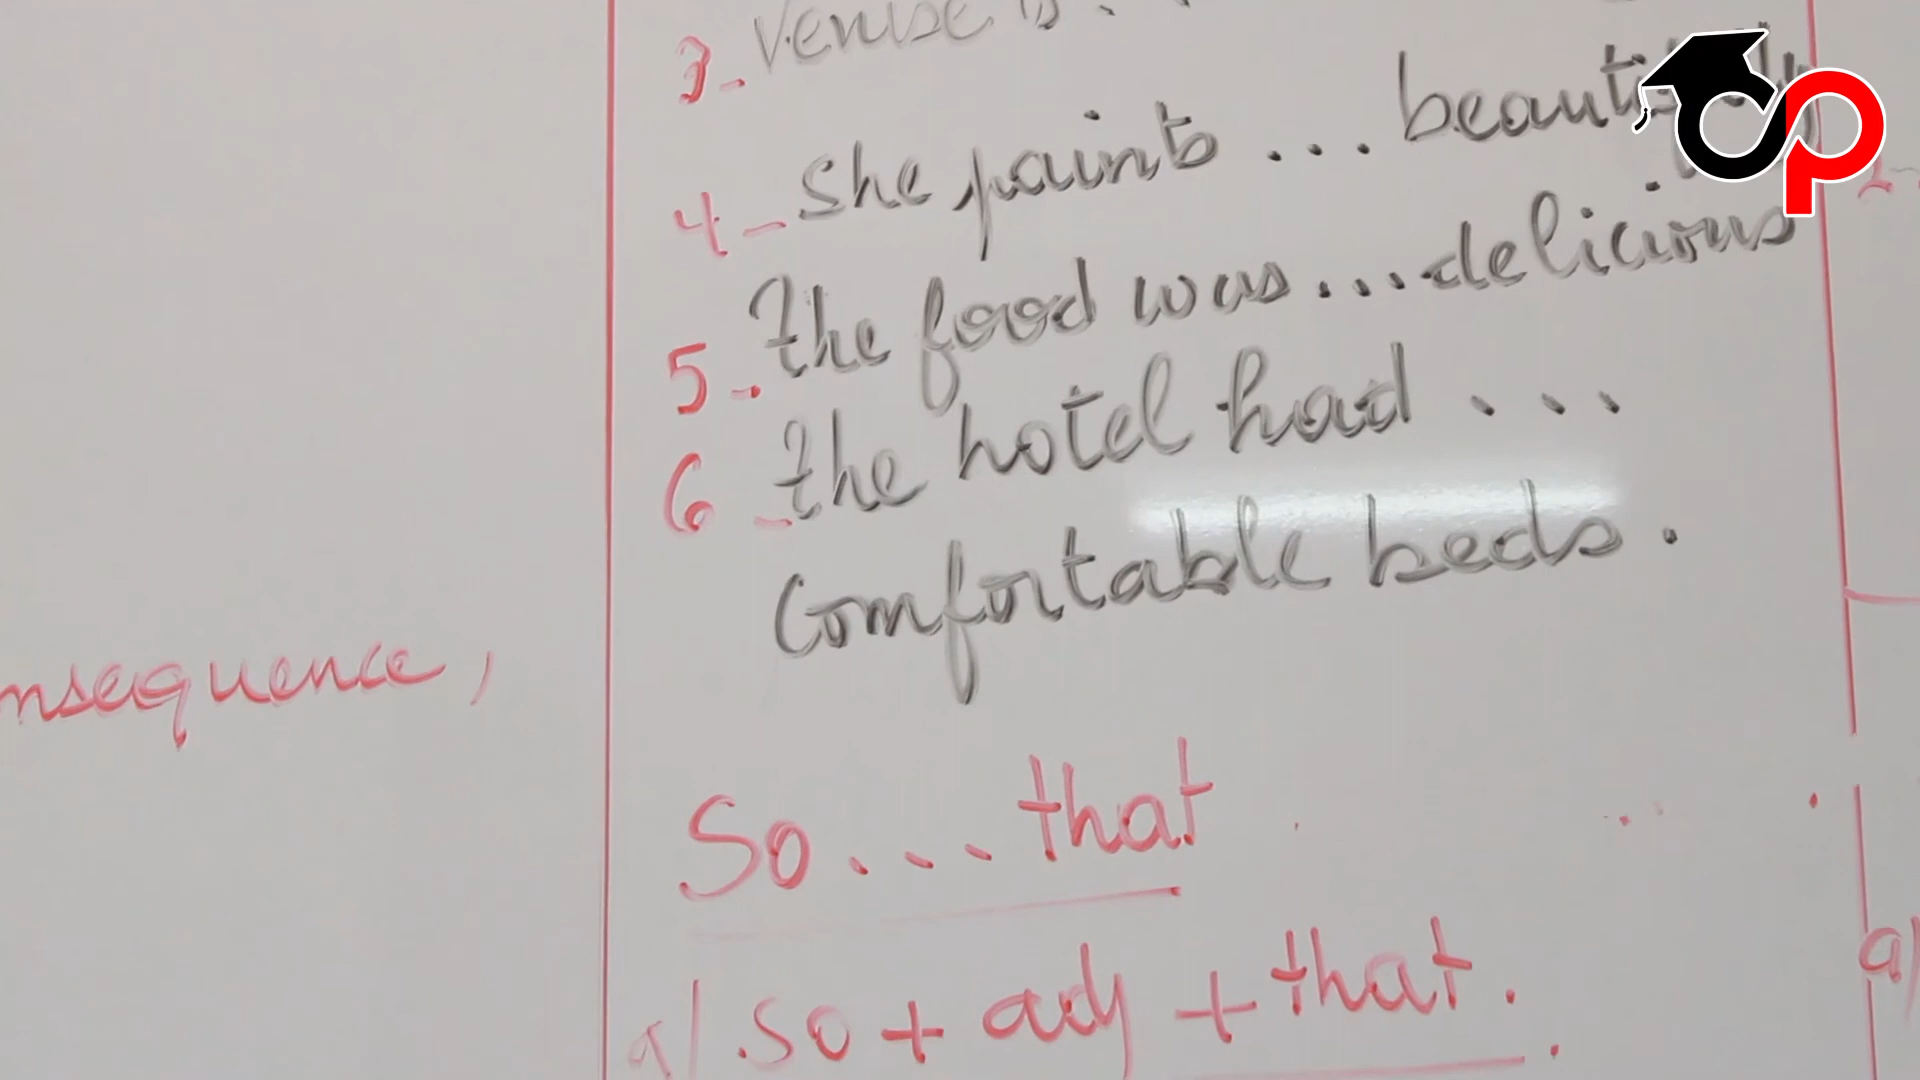 3- Venise is . .
4- She paints ... beautifully
5- The food was ... delicious
6- the hotel had ...
Comfortable beds.
nsequence,
So ... that
a/ so + adj + that.
a)